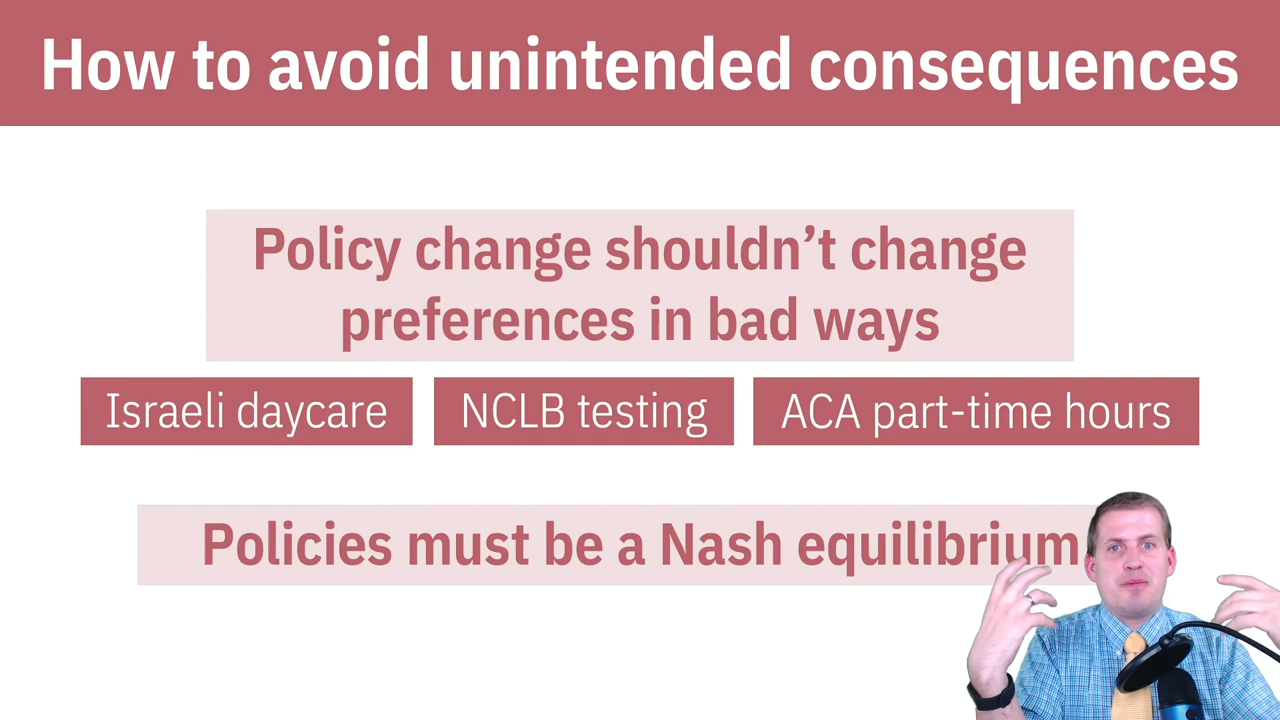 How to avoid unintended consequences
Policy change shouldn’t change
preferences in bad ways
Israeli daycare
NCLB testing
ACA part-time hours
Policies must be a Nash equilibrium